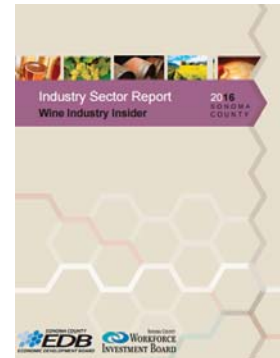 Industry Sector Report
Wine Industry Insider
2016
SONOMA
COUNTY
SONOMA COUNTY
EDB
ECONOMIC DEVELOPMENT BOARD
SONOMA COUNTY
WORKFORCE
INVESTMENT BOARD